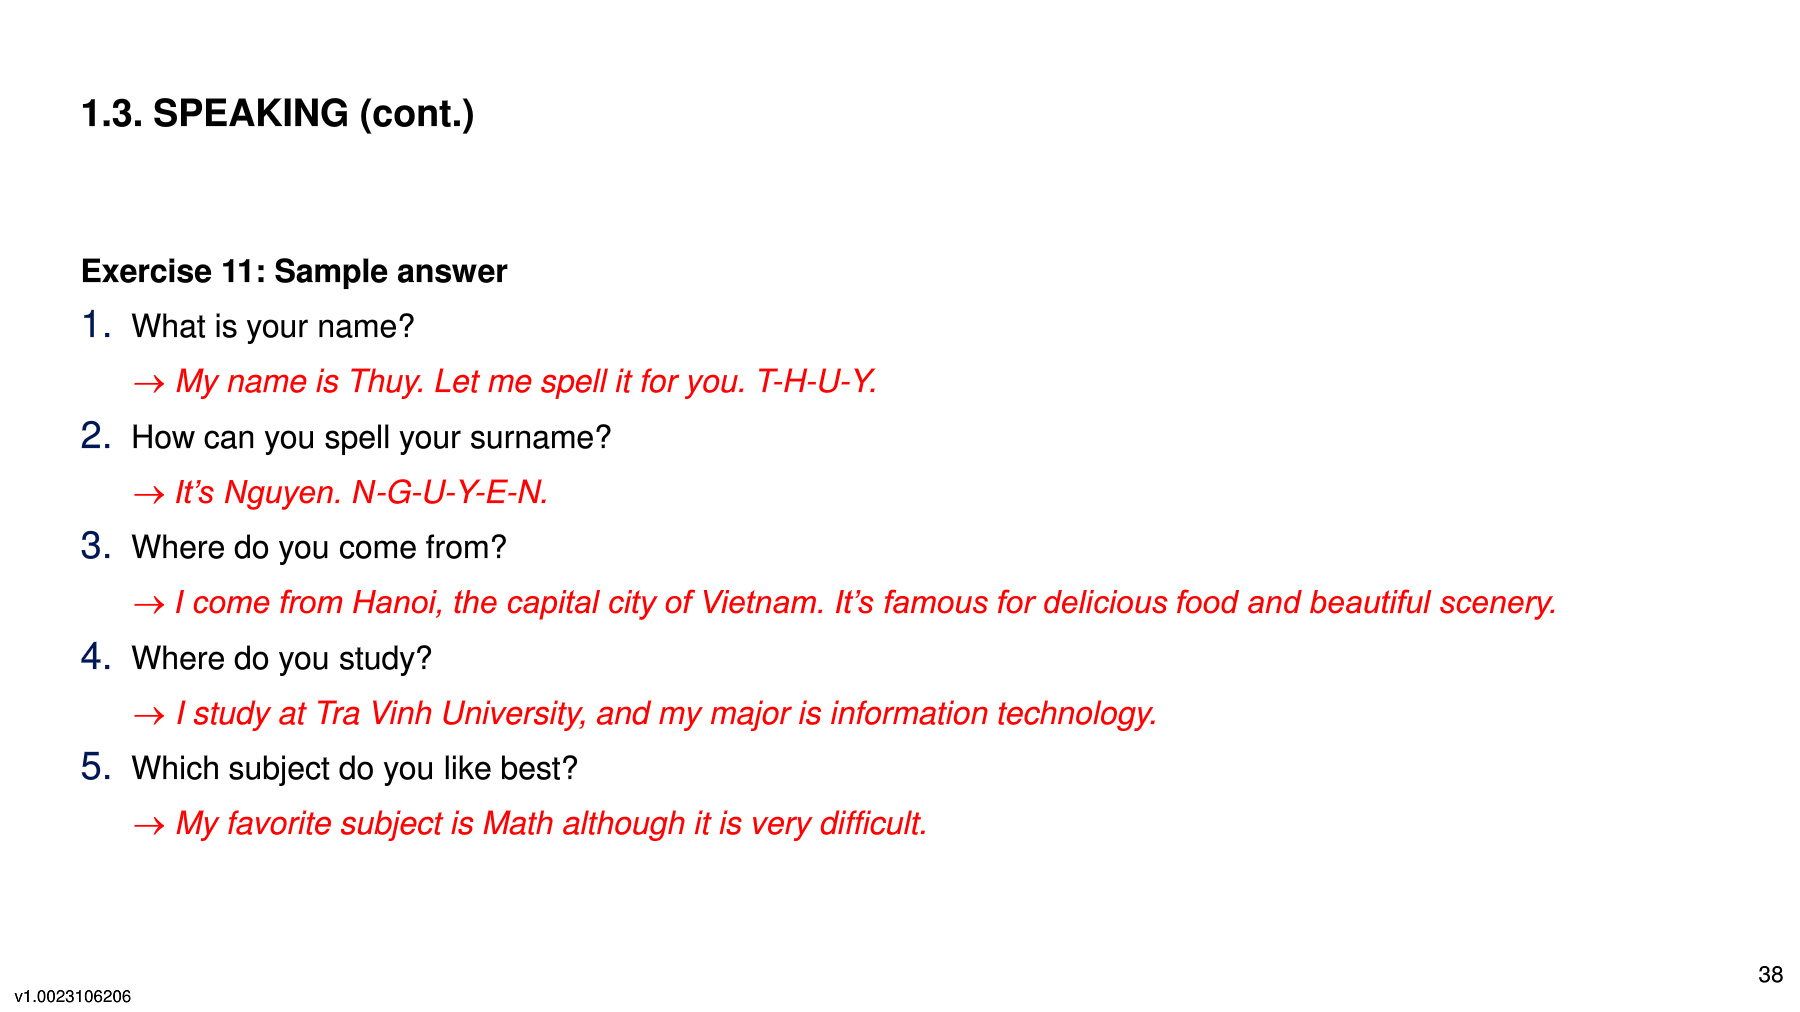 1.3. SPEAKING (cont.)
Exercise 11: Sample answer
1. What is your name?
→ My name is Thuy. Let me spell it for you. T-H-U-Y.
2. How can you spell your surname?
→ It’s Nguyen. N-G-U-Y-E-N.
3. Where do you come from?
→ I come from Hanoi, the capital city of Vietnam. It’s famous for delicious food and beautiful scenery.
4. Where do you study?
→ I study at Tra Vinh University, and my major is information technology.
5. Which subject do you like best?
→ My favorite subject is Math although it is very difficult.
38
v1.0023106206